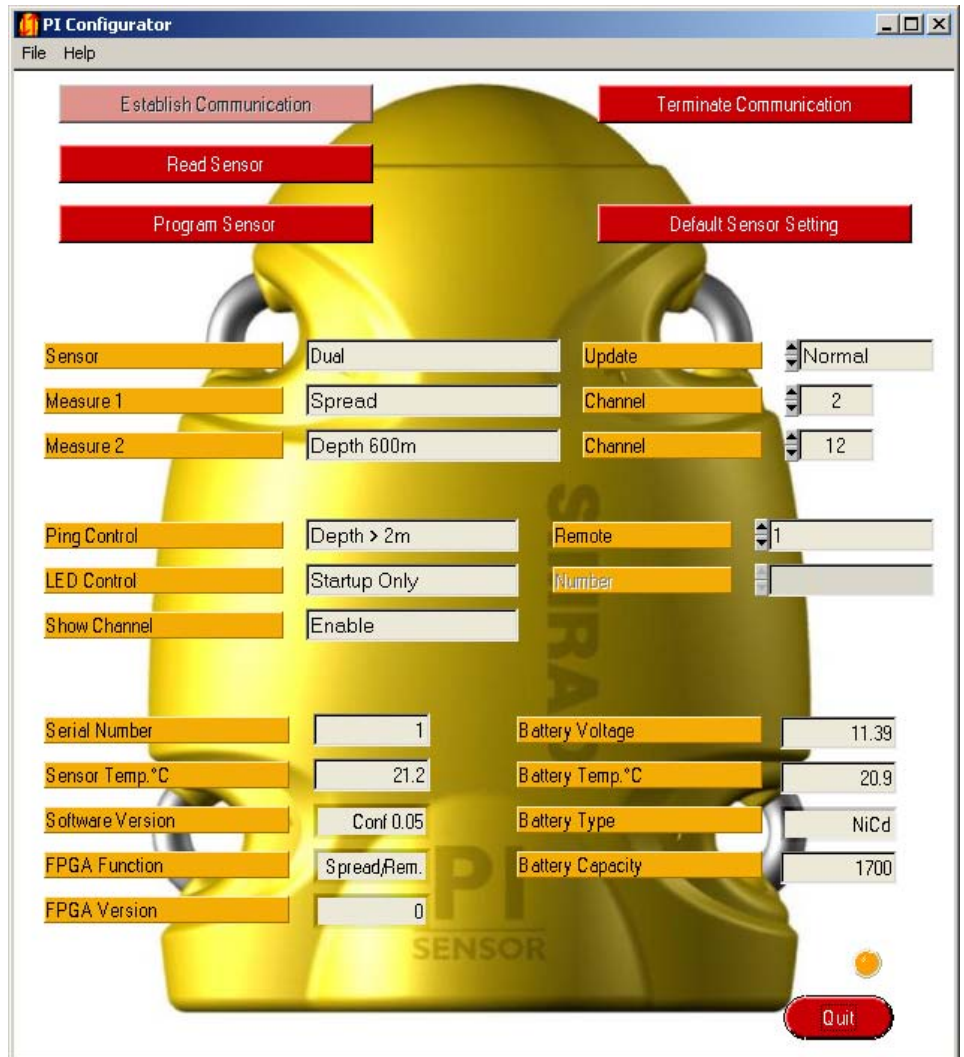 PI Configurator
File Help
Establish Communication
Terminate Communication
Read Sensor
Program Sensor
Default Sensor Setting
Sensor Dual Update Normal
Measure 1 Spread Channel 2
Measure 2 Depth 600m Channel 12
Ping Control Depth > 2m Remote 1
LED Control Startup Only Number
Show Channel Enable
SIMRAD
Serial Number 1 Battery Voltage 11.39
Sensor Temp.°C 21.2 Battery Temp.°C 20.9
Software Version Conf 0.05 Battery Type NiCd
FPGA Function Spread/Rem. Battery Capacity 1700
FPGA Version 0
PI
SENSOR
Quit